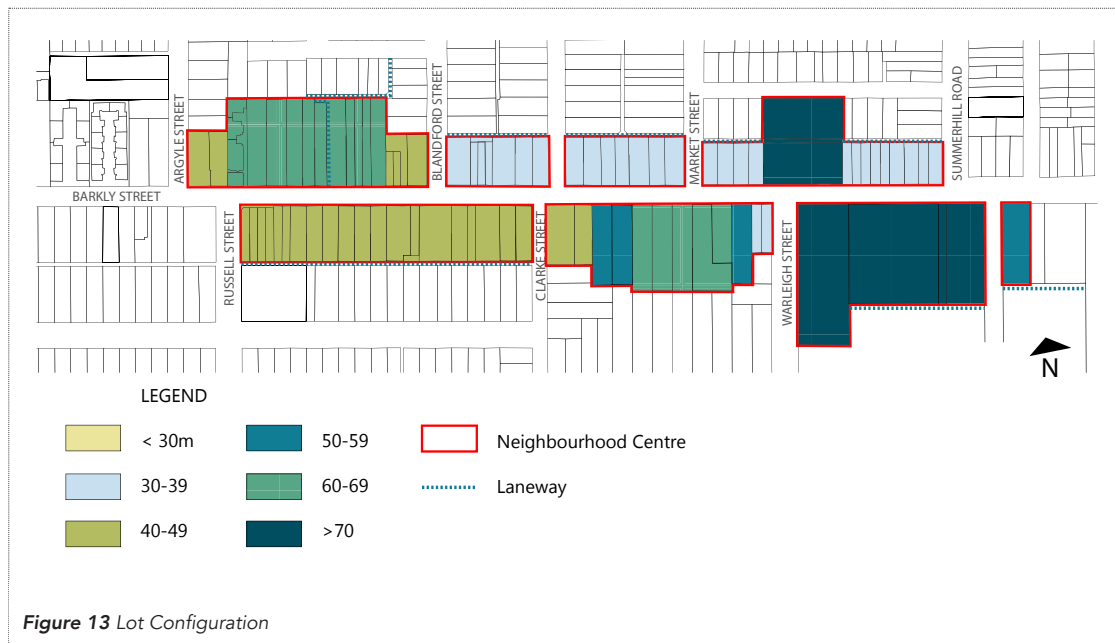 ARGYLE STREET
BLANDFORD STREET
MARKET STREET
SUMMERHILL ROAD
BARKLY STREET
RUSSELL STREET
CLARKE STREET
WARLEIGH STREET
N
LEGEND
< 30m
50-59
Neighbourhood Centre
30-39
60-69
Laneway
40-49
>70
Figure 13 Lot Configuration